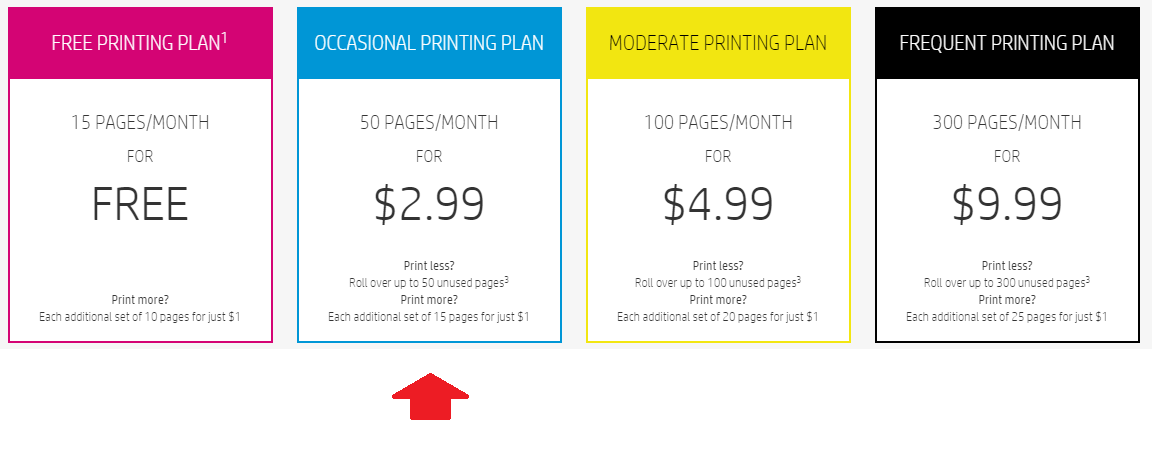 FREE PRINTING PLAN¹
15 PAGES/MONTH
FOR
FREE
Print more?
Each additional set of 10 pages for just $1
OCCASIONAL PRINTING PLAN
50 PAGES/MONTH
FOR
$2.99
Print less?
Roll over up to 50 unused pages³
Print more?
Each additional set of 15 pages for just $1
MODERATE PRINTING PLAN
100 PAGES/MONTH
FOR
$4.99
Print less?
Roll over up to 100 unused pages³
Print more?
Each additional set of 20 pages for just $1
FREQUENT PRINTING PLAN
300 PAGES/MONTH
FOR
$9.99
Print less?
Roll over up to 300 unused pages³
Print more?
Each additional set of 25 pages for just $1